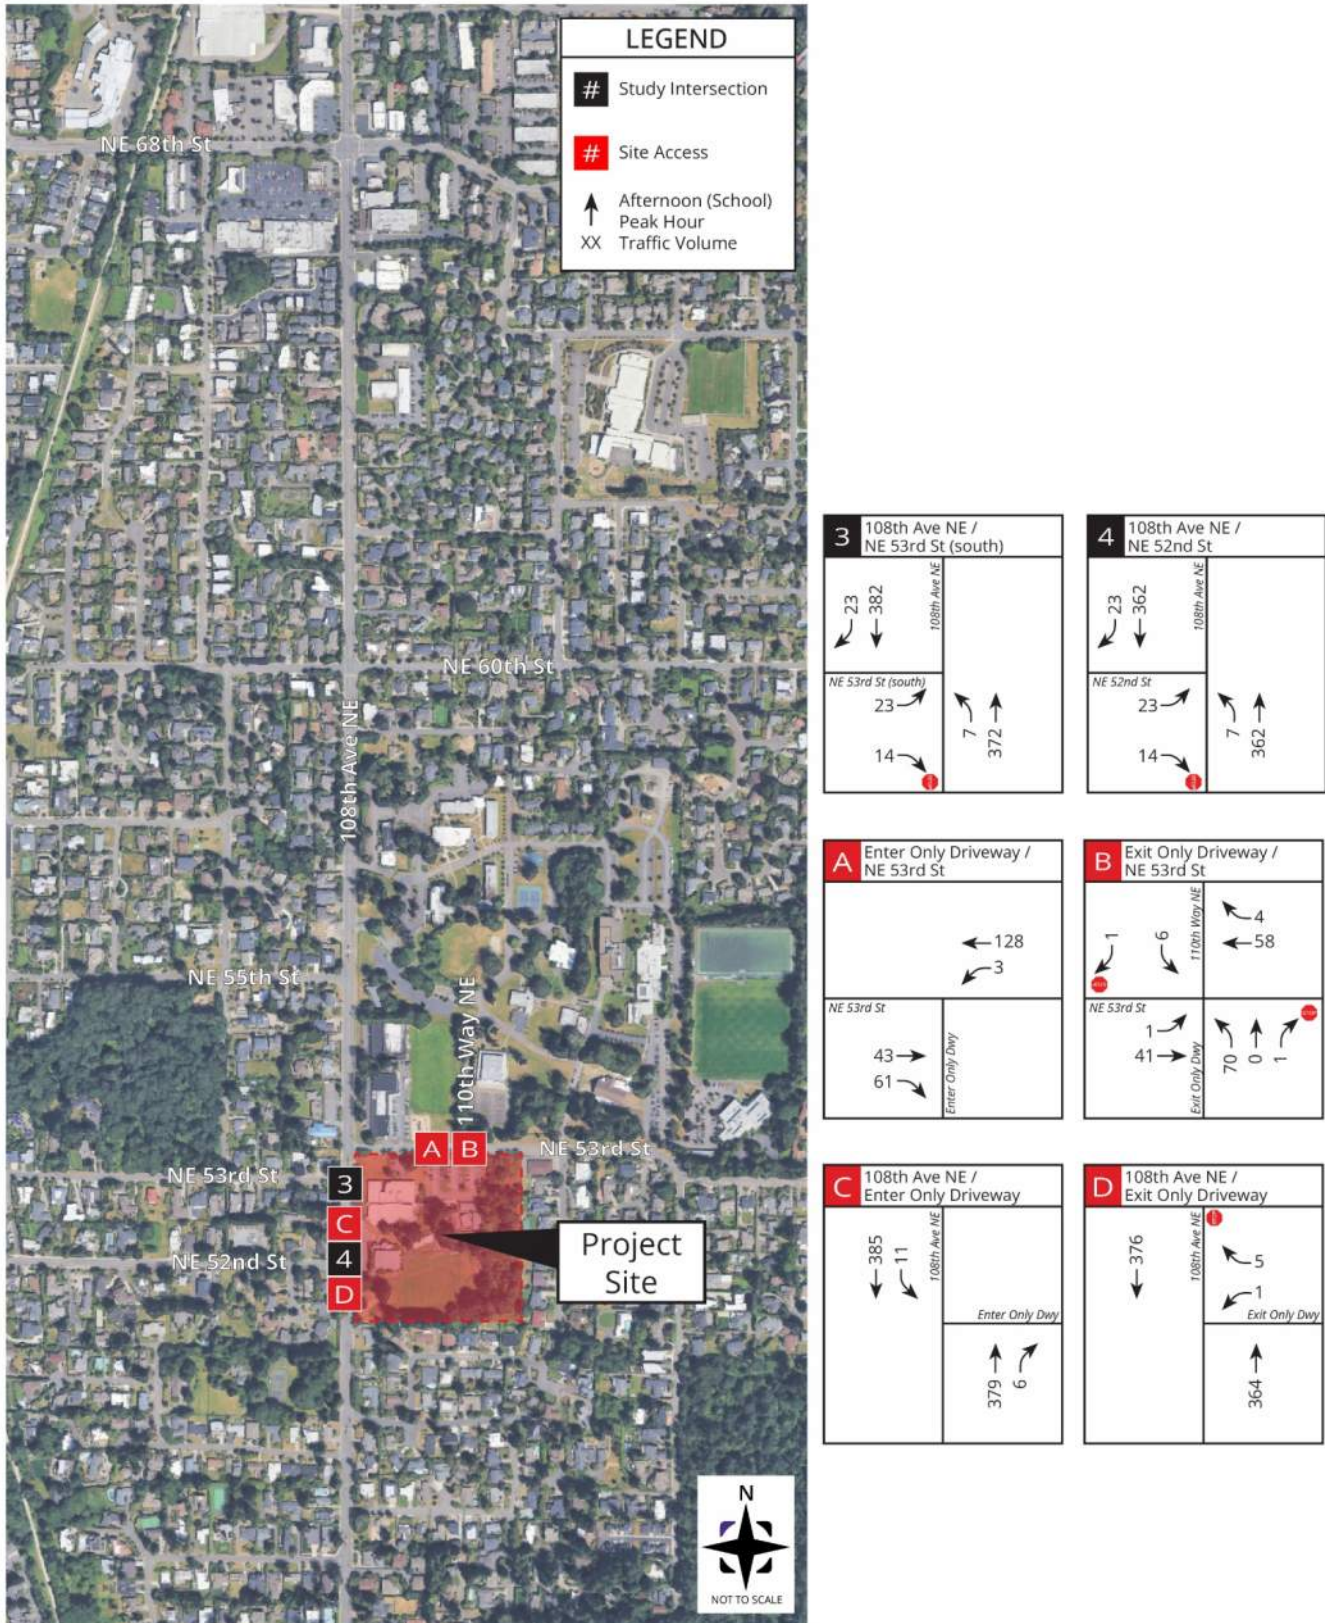 LEGEND
# Study Intersection
# Site Access
Afternoon (School)
Peak Hour
XX Traffic Volume
NE 68th St
NE 60th St
108th Ave NE
NE 55th St
110th Way NE
A B
NE 53rd St
NE 53rd St
3
C
NE 52nd St
4
D
Project
Site
N
NOT TO SCALE
3 108th Ave NE /
NE 53rd St (south)
23 382
108th Ave NE
NE 53rd St (south)
23
14
7 372
4 108th Ave NE /
NE 52nd St
23 362
108th Ave NE
NE 52nd St
23
14
7 362
A Enter Only Driveway /
NE 53rd St
128
3
NE 53rd St
43
61
Enter Only Dwy
B Exit Only Driveway /
NE 53rd St
1 6
110th Way NE
4
58
NE 53rd St
1
41
Exit Only Dwy
70 0 1
C 108th Ave NE /
Enter Only Driveway
385 11
108th Ave NE
Enter Only Dwy
379 6
D 108th Ave NE /
Exit Only Driveway
376
108th Ave NE
5
1
Exit Only Dwy
364